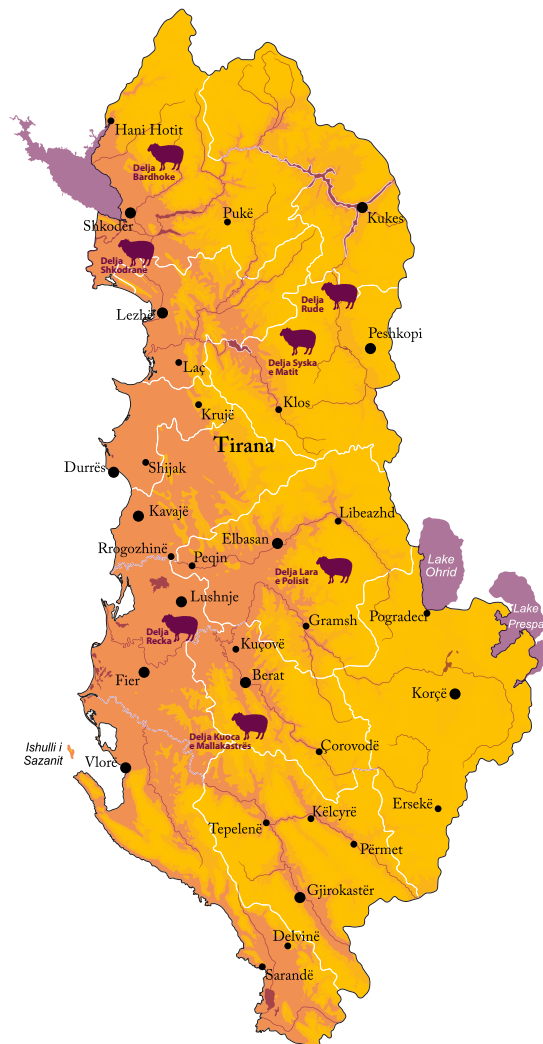 Hani Hotit
Delja
Bardhoke
Pukë
Kukes
Shkodër
Delja
Shkodrane
Delja
Rude
Lezhë
Peshkopi
Delja Syska
e Matit
Laç
Klos
Krujë
Tirana
Durrës
Shijak
Kavajë
Libeazhd
Elbasan
Rrogozhinë
Peqin
Lake
Ohrid
Delja Lara
e Polisit
Lushnje
Lake
Prespa
Pogradeci
Gramsh
Delja
Recka
Kuçovë
Fier
Berat
Korçë
Delja Kuoca
e Mallakastrës
Ishulli i
Sazanit
Çorovodë
Vlorë
Ersekë
Këlcyrë
Tepelenë
Përmet
Gjirokastër
Delvinë
Sarandë